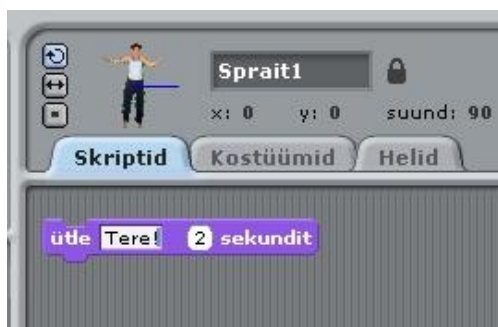 Sprait1
x: 0 y: 0 suund: 90
Skriptid Kostüümid Helid
ütle Tere! 2 sekundit